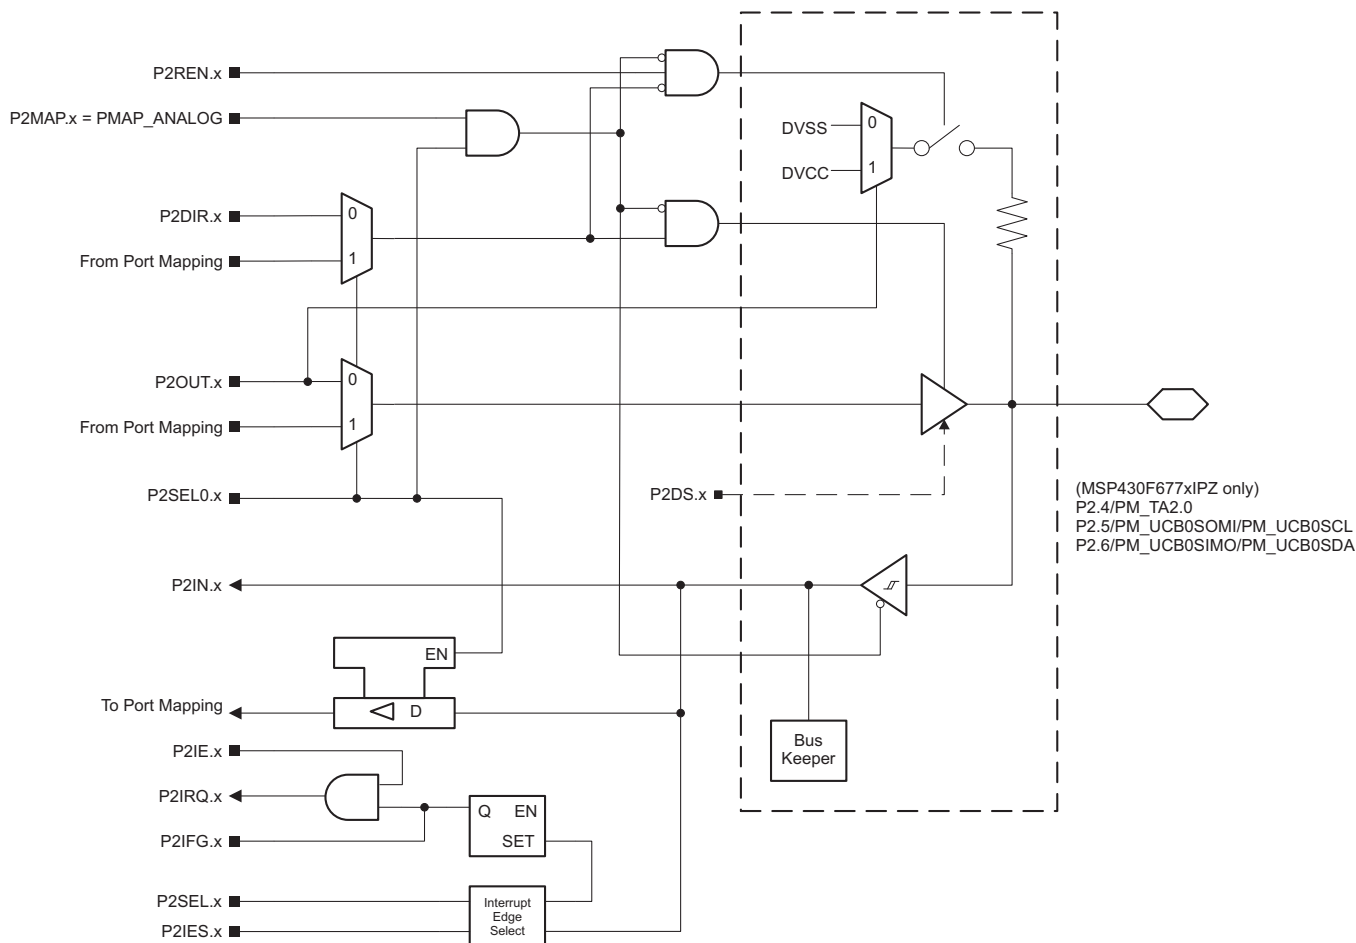 P2REN.x
P2MAP.x = PMAP_ANALOG
DVSS
0
DVCC
1
P2DIR.x
0
From Port Mapping
1
P2OUT.x
0
From Port Mapping
1
P2SEL0.x
P2DS.x
(MSP430F677xIPZ only)
P2.4/PM_TA2.0
P2.5/PM_UCB0SOMI/PM_UCB0SCL
P2.6/PM_UCB0SIMO/PM_UCB0SDA
P2IN.x
EN
To Port Mapping
D
Bus
Keeper
P2IE.x
P2IRQ.x
Q EN
SET
P2IFG.x
P2SEL.x
P2IES.x
Interrupt
Edge
Select